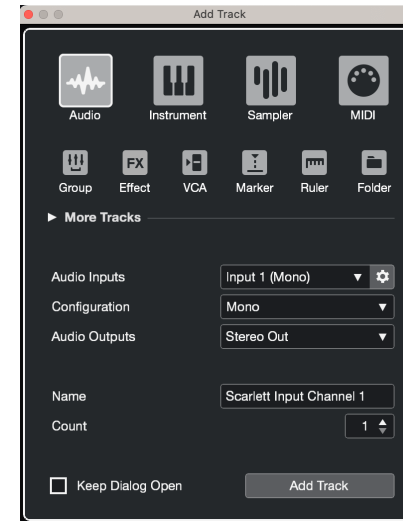 Add Track
Audio Instrument Sampler MIDI
FX
Group Effect VCA Marker Ruler Folder
More Tracks
Audio Inputs Input 1 (Mono)
Configuration Mono
Audio Outputs Stereo Out
Name Scarlett Input Channel 1
Count 1
Keep Dialog Open Add Track